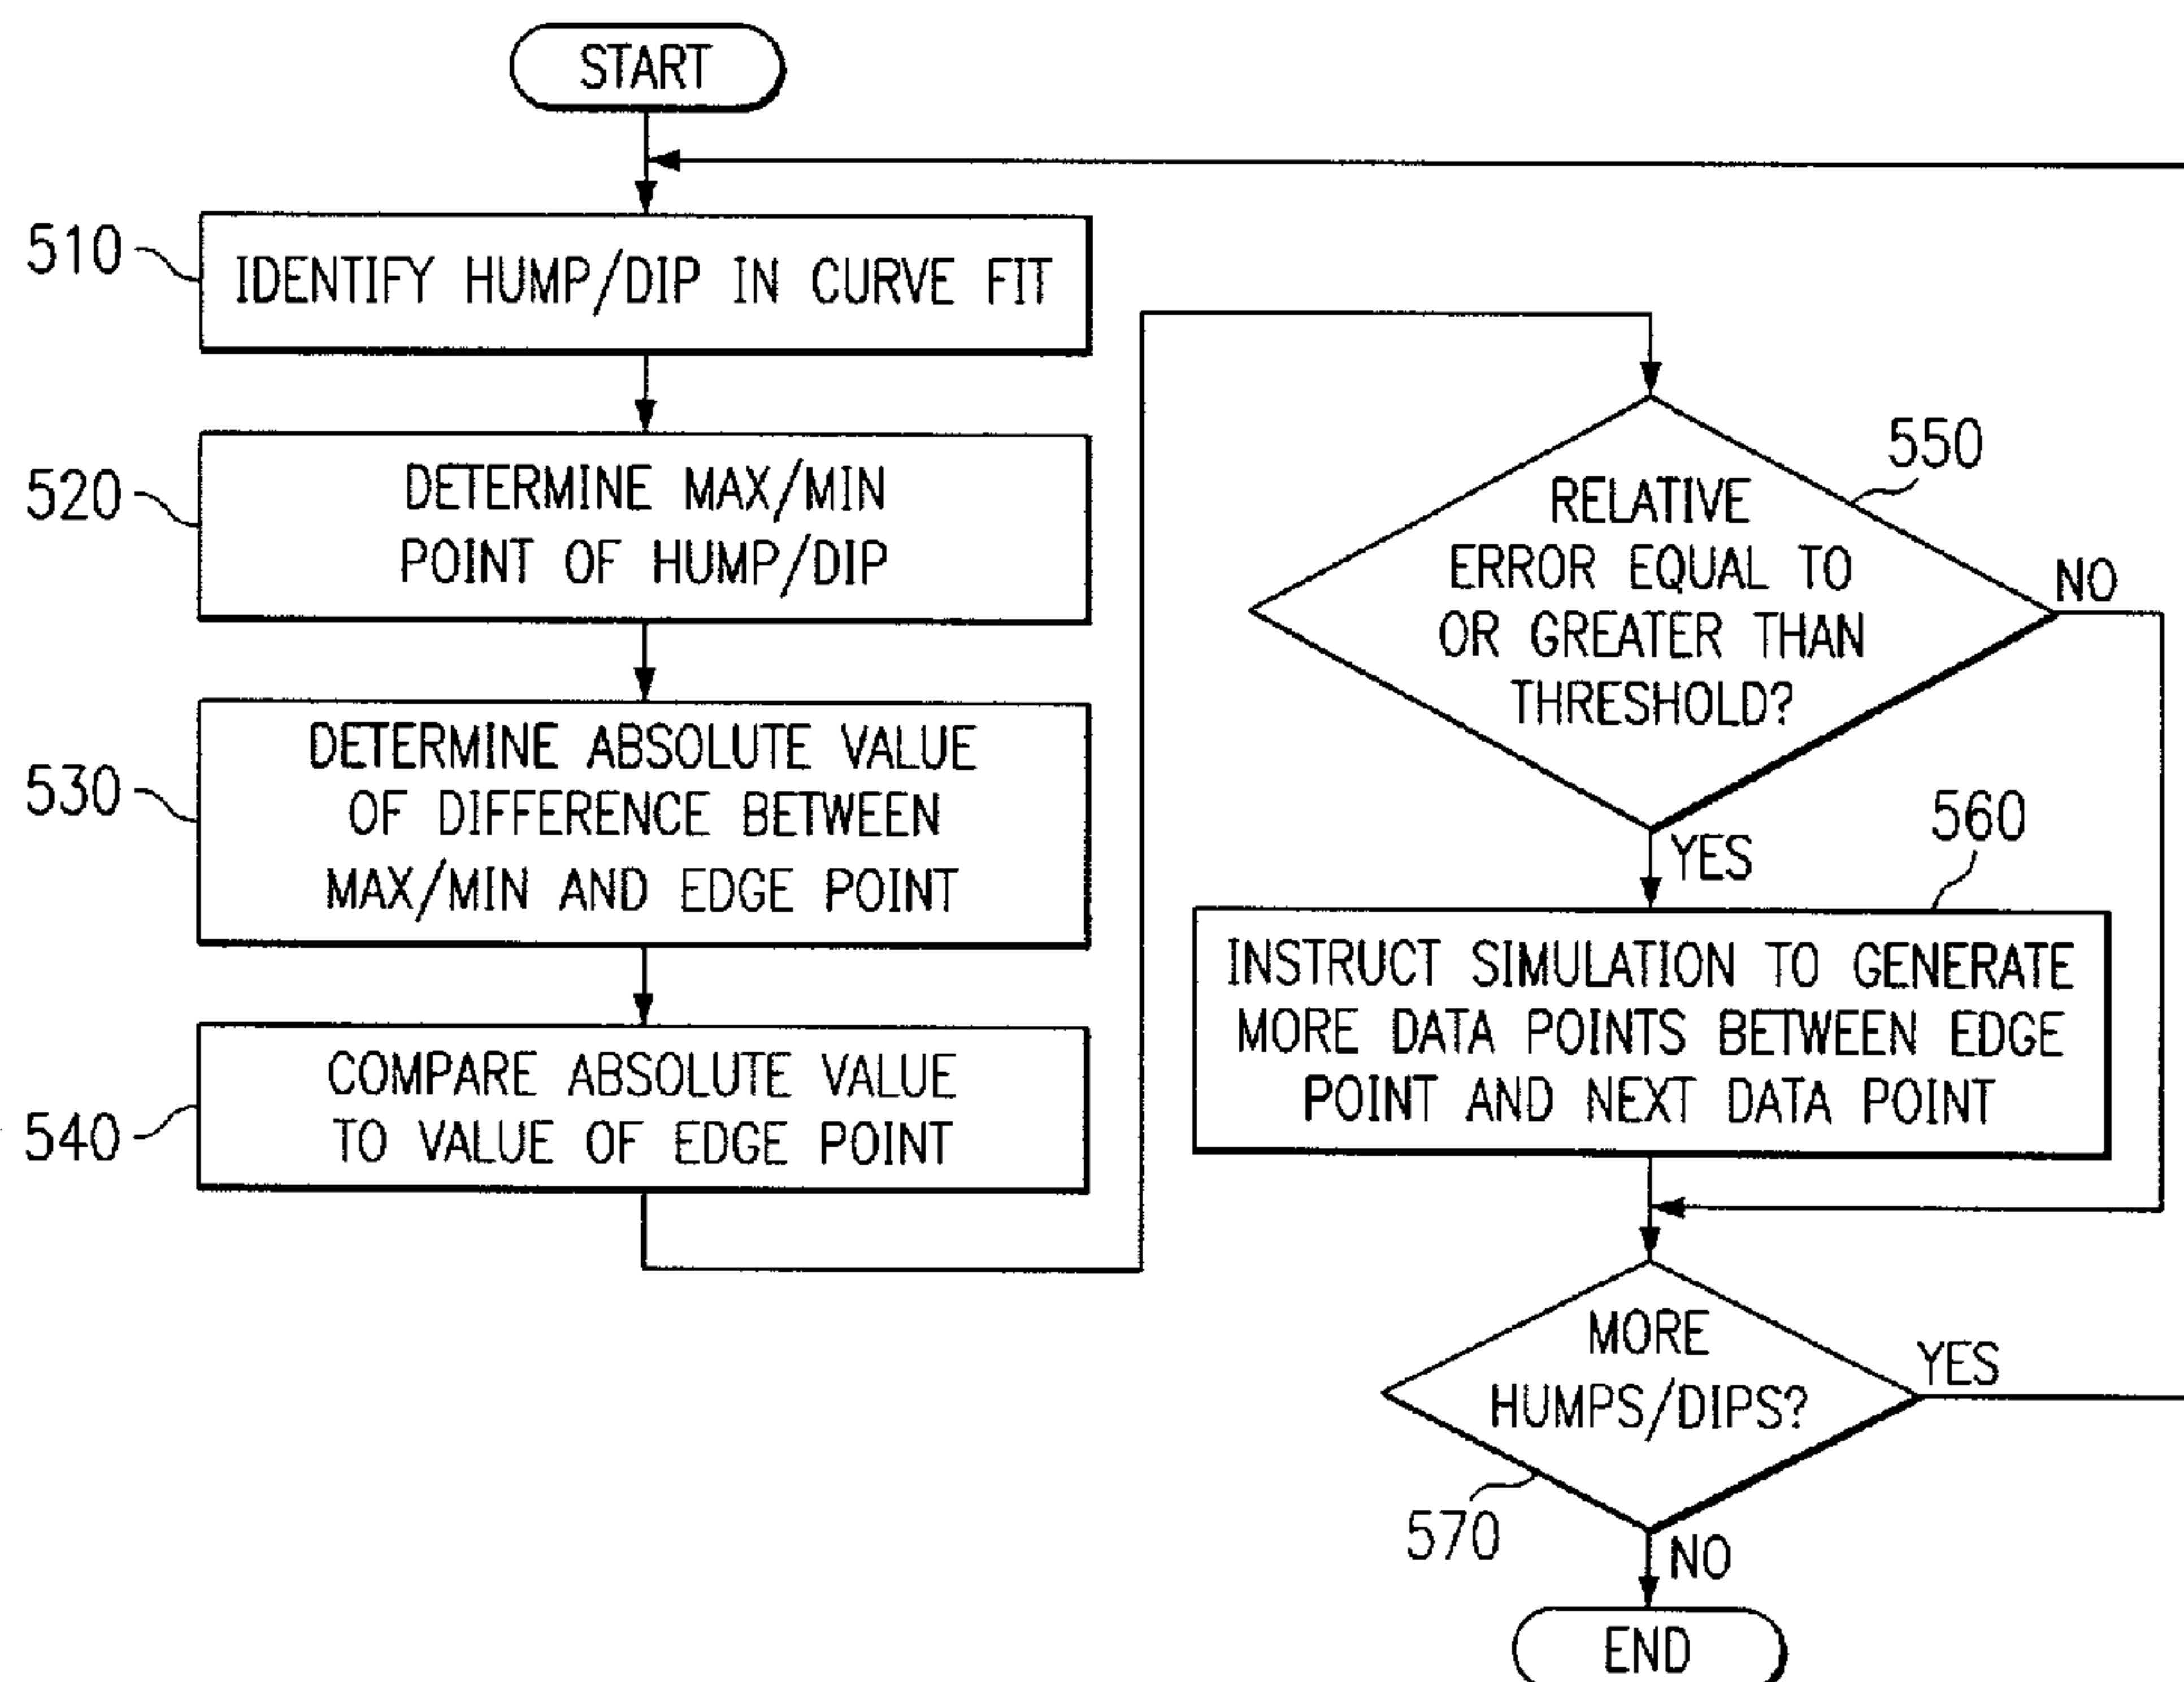 START
510
IDENTIFY HUMP/DIP IN CURVE FIT
520
DETERMINE MAX/MIN
POINT OF HUMP/DIP
530
DETERMINE ABSOLUTE VALUE
OF DIFFERENCE BETWEEN
MAX/MIN AND EDGE POINT
540
COMPARE ABSOLUTE VALUE
TO VALUE OF EDGE POINT
550
RELATIVE
ERROR EQUAL TO
OR GREATER THAN
THRESHOLD?
NO
YES
560
INSTRUCT SIMULATION TO GENERATE
MORE DATA POINTS BETWEEN EDGE
POINT AND NEXT DATA POINT
MORE
HUMPS/DIPS?
YES
570
NO
END